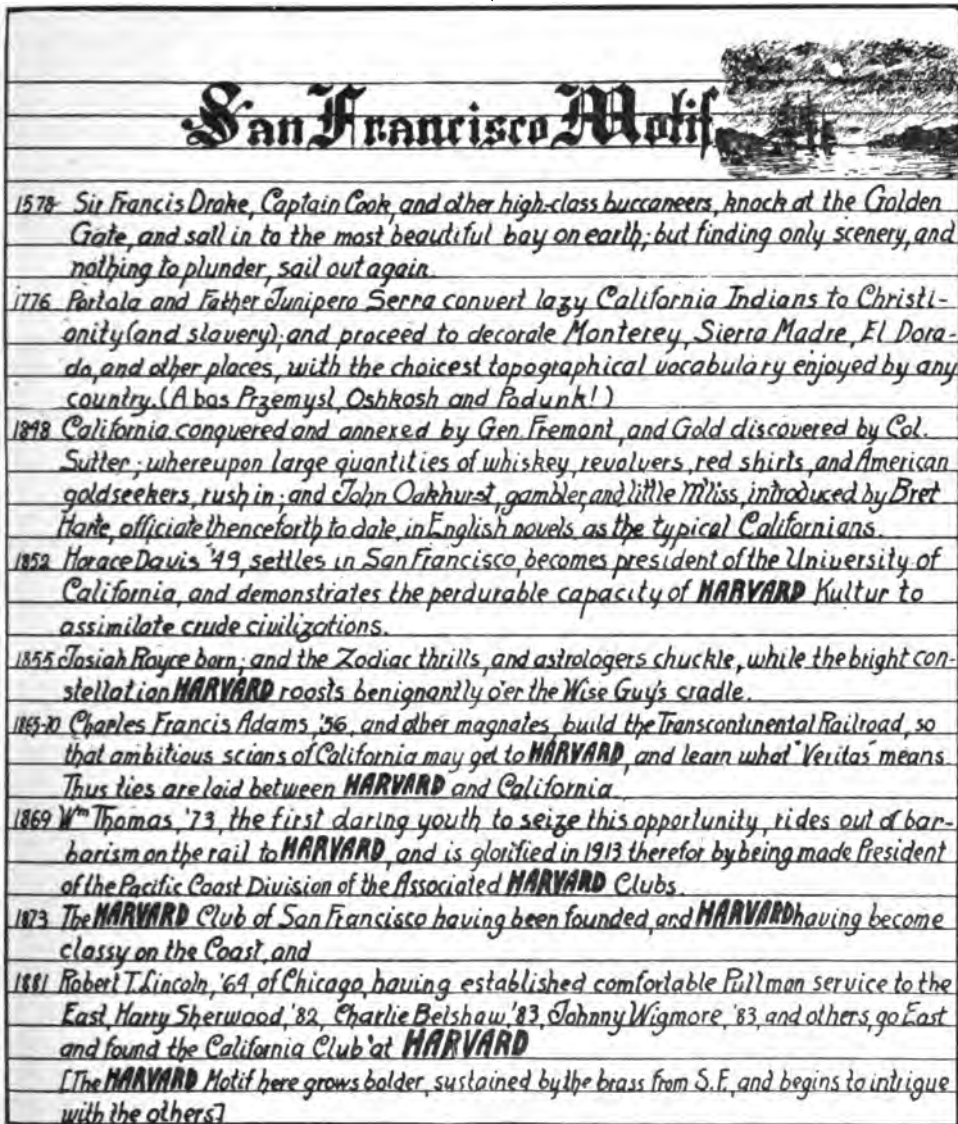 San Francisco Motif.
1578- Sir Francis Drake, Captain Cook, and other high-class buccaneers, knock at the Golden
Gate, and sail in to the most beautiful bay on earth; but finding only scenery, and
nothing to plunder, sail out again.
1776 Portola and Father Junipero Serra convert lazy California Indians to Christi-
anity (and slavery); and proceed to decorate Monterey, Sierra Madre, El Dora-
do, and other places, with the choicest topographical vocabulary enjoyed by any
country. (A bas Przemysl, Oshkosh and Podunk!)
1848 California conquered and annexed by Gen. Fremont, and Gold discovered by Col.
Sutter; whereupon large quantities of whiskey, revolvers, red shirts, and American
goldseekers, rush in; and John Oakhurst, gambler, and little M'liss, introduced by Bret
Harte, officiate thenceforth to date, in English novels as the typical Californians.
1852 Horace Davis '49, settles in San Francisco, becomes president of the University of
California, and demonstrates the perdurable capacity of HARVARD Kultur to
assimilate crude civilizations.
1855 Josiah Royce born; and the Zodiac thrills, and astrologers chuckle, while the bright con-
stellation HARVARD roosts benignantly o'er the Wise Guy's cradle.
1865-70 Charles Francis Adams, '56, and other magnates, build the Transcontinental Railroad, so
that ambitious scions of California may get to HARVARD, and learn what "Veritas" means.
Thus ties are laid between HARVARD and California.
1869 Wm Thomas, '73, the first daring youth to seize this opportunity, rides out of bar-
barism on the rail to HARVARD, and is glorified in 1913 therefor by being made President
of the Pacific Coast Division of the Associated HARVARD Clubs.
1873 The HARVARD Club of San Francisco having been founded, and HARVARD having become
classy on the Coast, and
1881 Robert T. Lincoln, '64, of Chicago, having established comfortable Pullman service to the
East, Harry Sherwood, '82, Charlie Belshaw, '83, Johnny Wigmore, '83, and others, go East
and found the California Club at HARVARD
[The HARVARD Motif here grows bolder, sustained by the brass from S.F., and begins to intrigue
with the others]